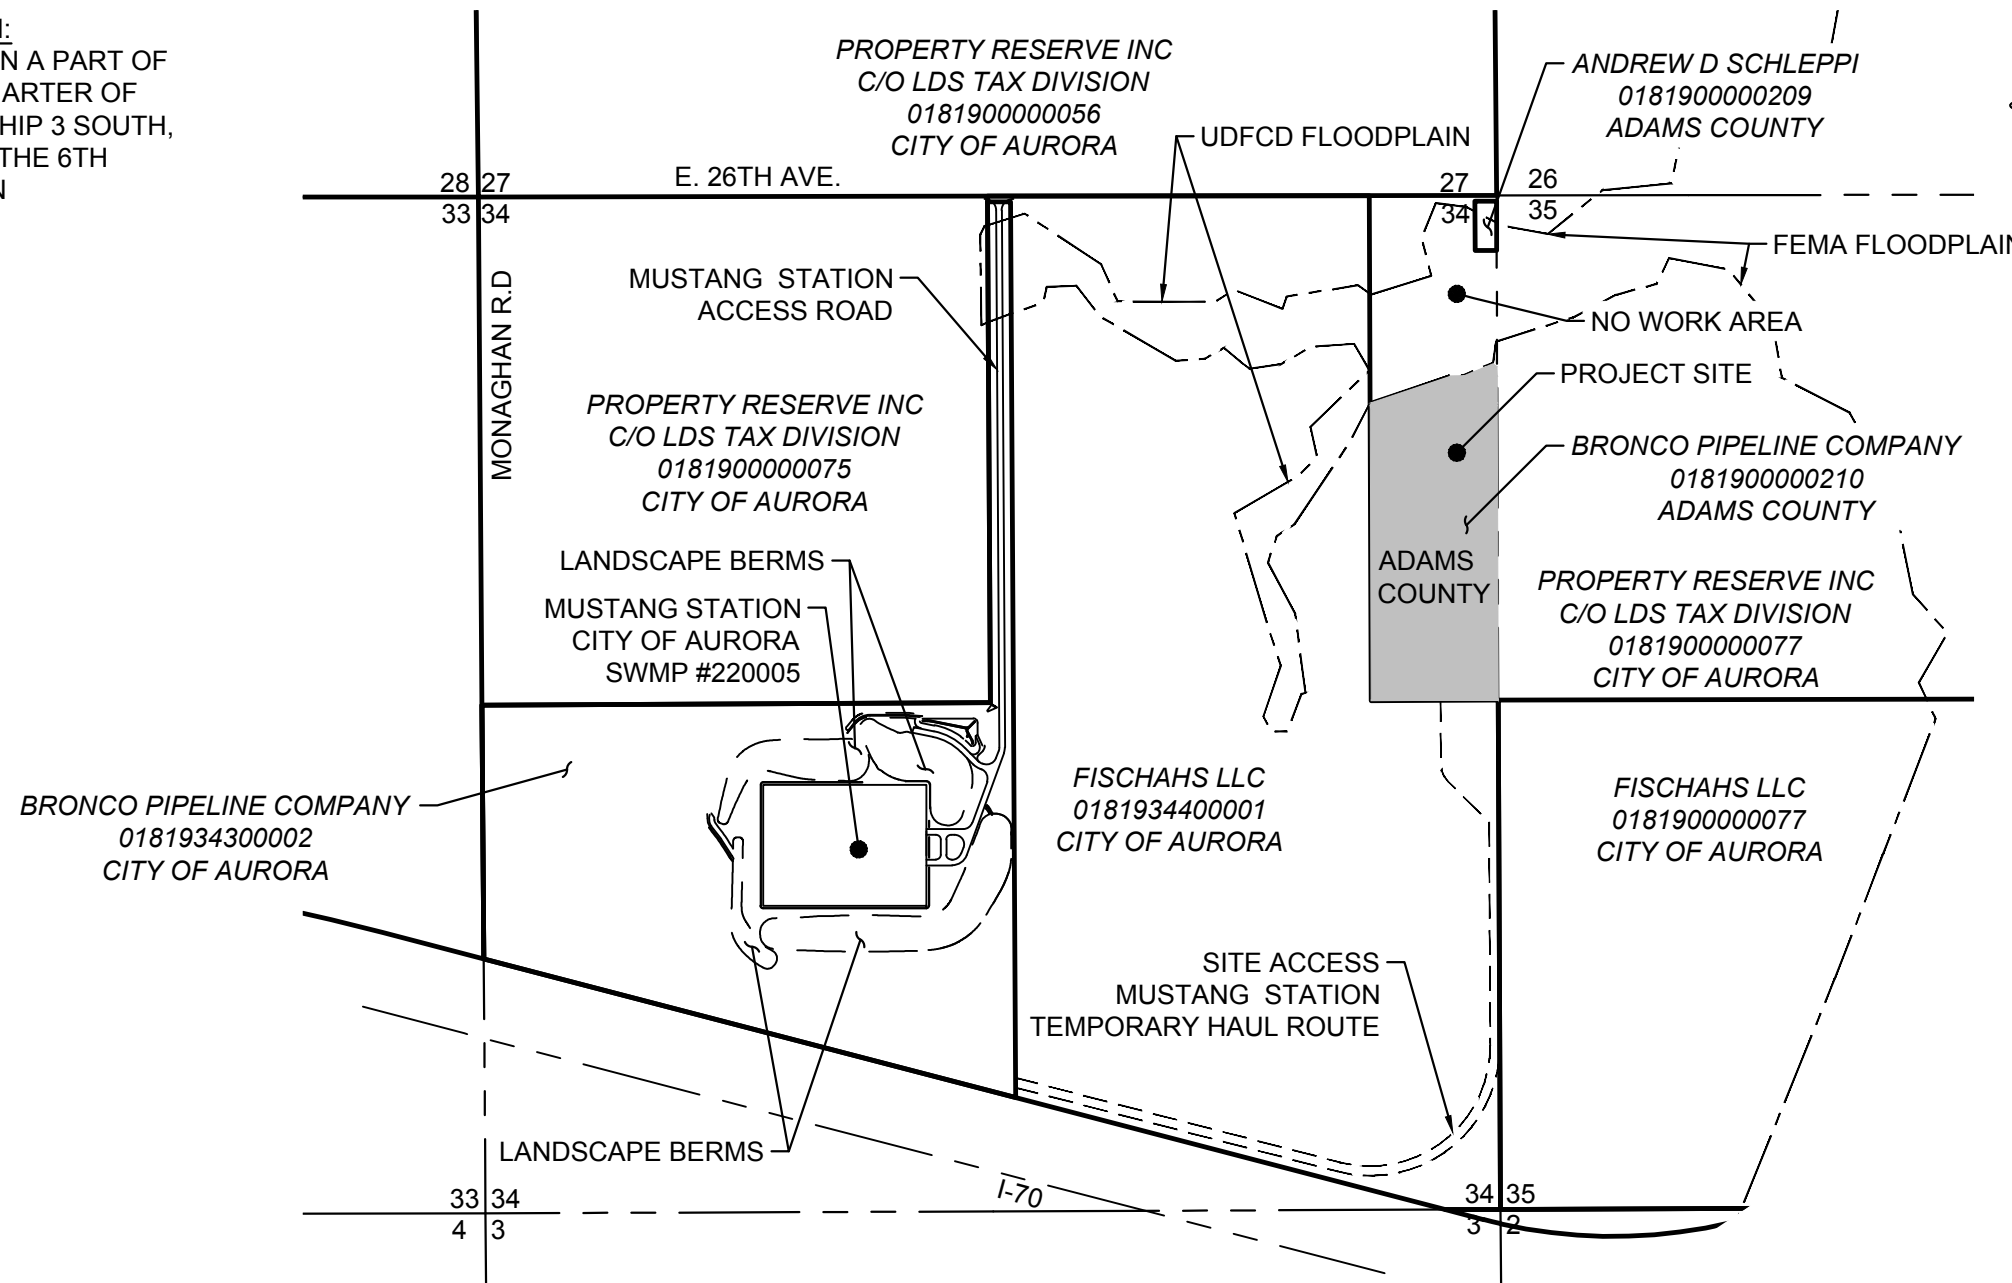 N A PART OF
ARTER OF
HIP 3 SOUTH,
THE 6TH
N
PROPERTY RESERVE INC
C/O LDS TAX DIVISION
0181900000056
CITY OF AURORA
ANDREW D SCHLEPPI
0181900000209
ADAMS COUNTY
UDFCD FLOODPLAIN
28 27
33 34
E. 26TH AVE.
27 26
34 35
FEMA FLOODPLAIN
MONAGHAN R.D
MUSTANG STATION
ACCESS ROAD
NO WORK AREA
PROJECT SITE
PROPERTY RESERVE INC
C/O LDS TAX DIVISION
0181900000075
CITY OF AURORA
BRONCO PIPELINE COMPANY
0181900000210
ADAMS COUNTY
LANDSCAPE BERMS
ADAMS
COUNTY
PROPERTY RESERVE INC
C/O LDS TAX DIVISION
0181900000077
CITY OF AURORA
MUSTANG STATION
CITY OF AURORA
SWMP #220005
BRONCO PIPELINE COMPANY
0181934300002
CITY OF AURORA
FISCHAHS LLC
0181934400001
CITY OF AURORA
FISCHAHS LLC
0181900000077
CITY OF AURORA
SITE ACCESS
MUSTANG STATION
TEMPORARY HAUL ROUTE
LANDSCAPE BERMS
I-70
33 34
4 3
34 35
3 2